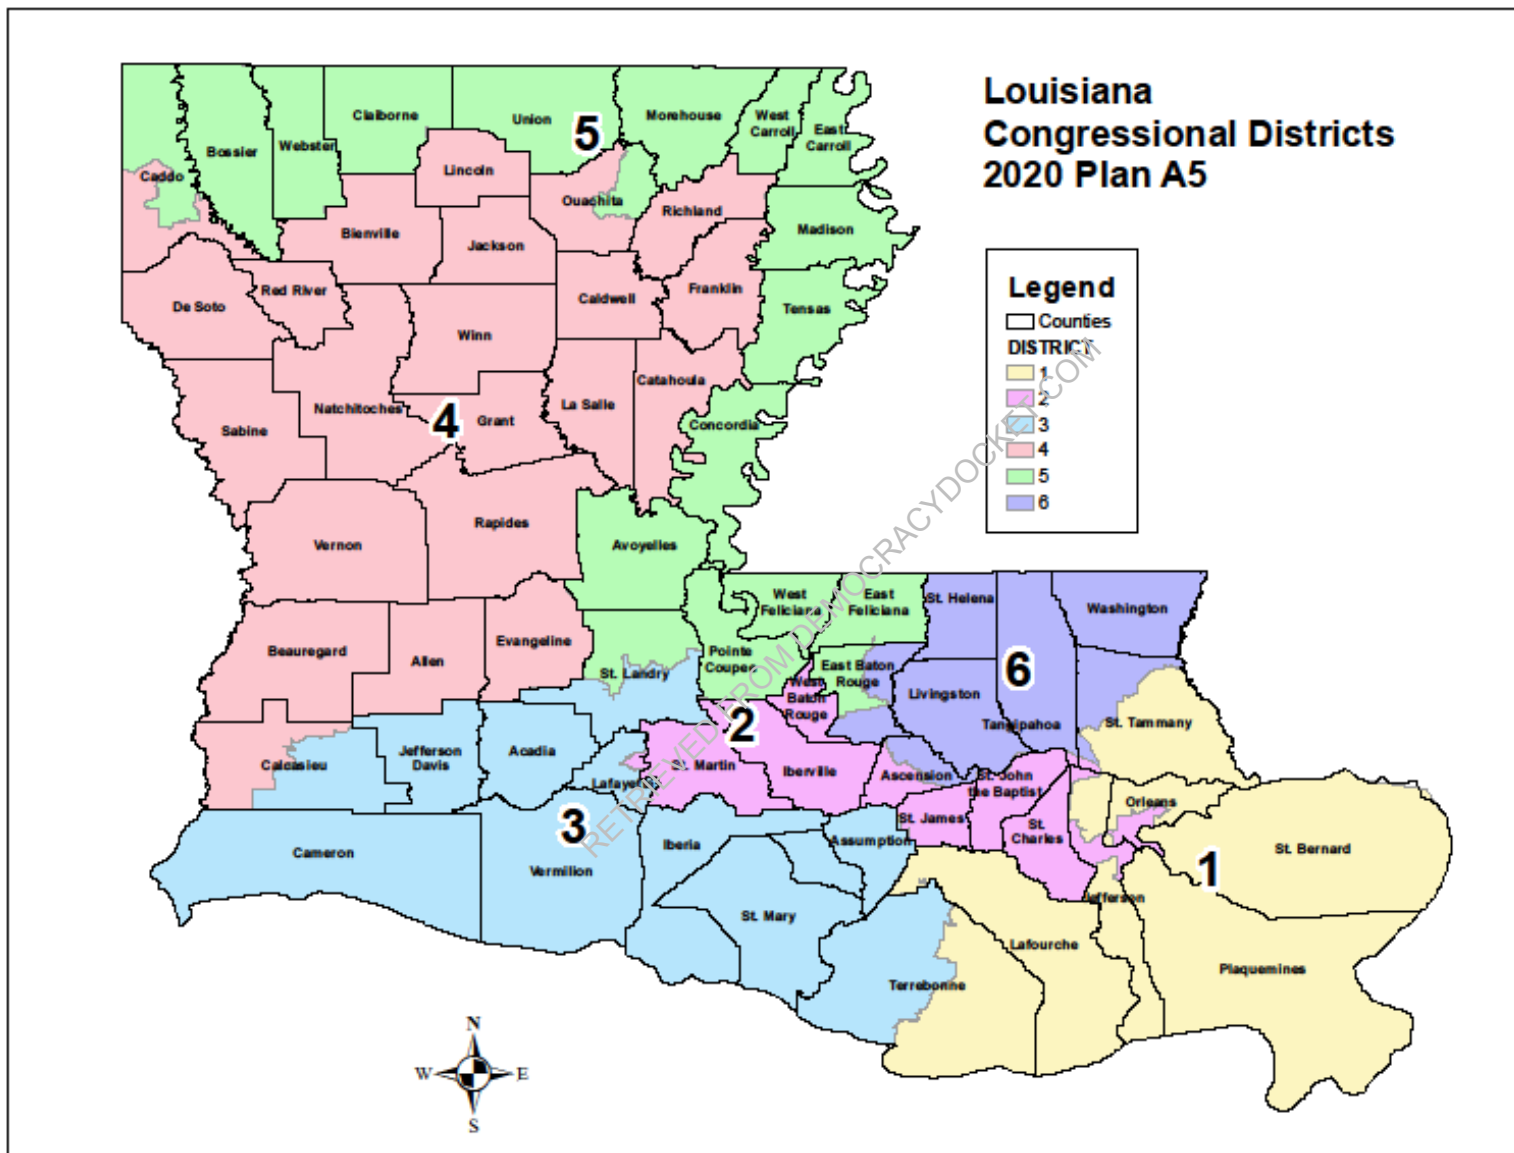 Louisiana
Congressional Districts
2020 Plan A5
Legend
Counties
DISTRICT
1
2
3
4
5
6
Caddo
Bossier
Webster
Claiborne
Union
5
Morehouse
West
Carroll
East
Carroll
Lincoln
Ouachita
Richland
Madison
Bienville
Jackson
De Soto
Red River
Caldwell
Franklin
Tensas
Winn
Sabine
Natchitoches
4
Grant
La Salle
Catahoula
Concordia
Vernon
Rapides
Avoyelles
West
Feliciana
East
Feliciana
St. Helena
Washington
Beauregard
Allen
Evangeline
St. Landry
Pointe
Coupee
East Baton
Rouge
West
Baton
Rouge
Livingston
6
Tangipahoa
St. Tammany
2
Calcasieu
Jefferson
Davis
Acadia
Lafayette
St. Martin
Iberville
Ascension
St. John
the Baptist
Orleans
St. James
St.
Charles
St. Bernard
Cameron
3
Vermilion
Iberia
Assumption
1
Jefferson
St. Mary
Lafourche
Terrebonne
Plaquemines
RETRIEVED FROM DEMOCRACYDOCKET.COM
N
W
E
S